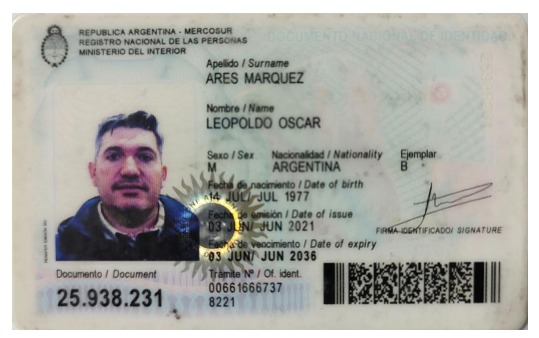 REPUBLICA ARGENTINA - MERCOSUR
REGISTRO NACIONAL DE LAS PERSONAS
MINISTERIO DEL INTERIOR
DOCUMENTO NACIONAL DE IDENTIDAD
Apellido / Surname
ARES MARQUEZ
Nombre / Name
LEOPOLDO OSCAR
Sexo / Sex Nacionalidad / Nationality Ejemplar
M ARGENTINA B
Fecha de nacimiento / Date of birth
14 JUL/ JUL 1977
Fecha de emisión / Date of issue
03 JUN/ JUN 2021
FIRMA IDENTIFICADO/ SIGNATURE
Fecha de vencimiento / Date of expiry
03 JUN/ JUN 2036
Documento / Document
25.938.231
Trámite Nº / Of. ident.
00661666737
8221